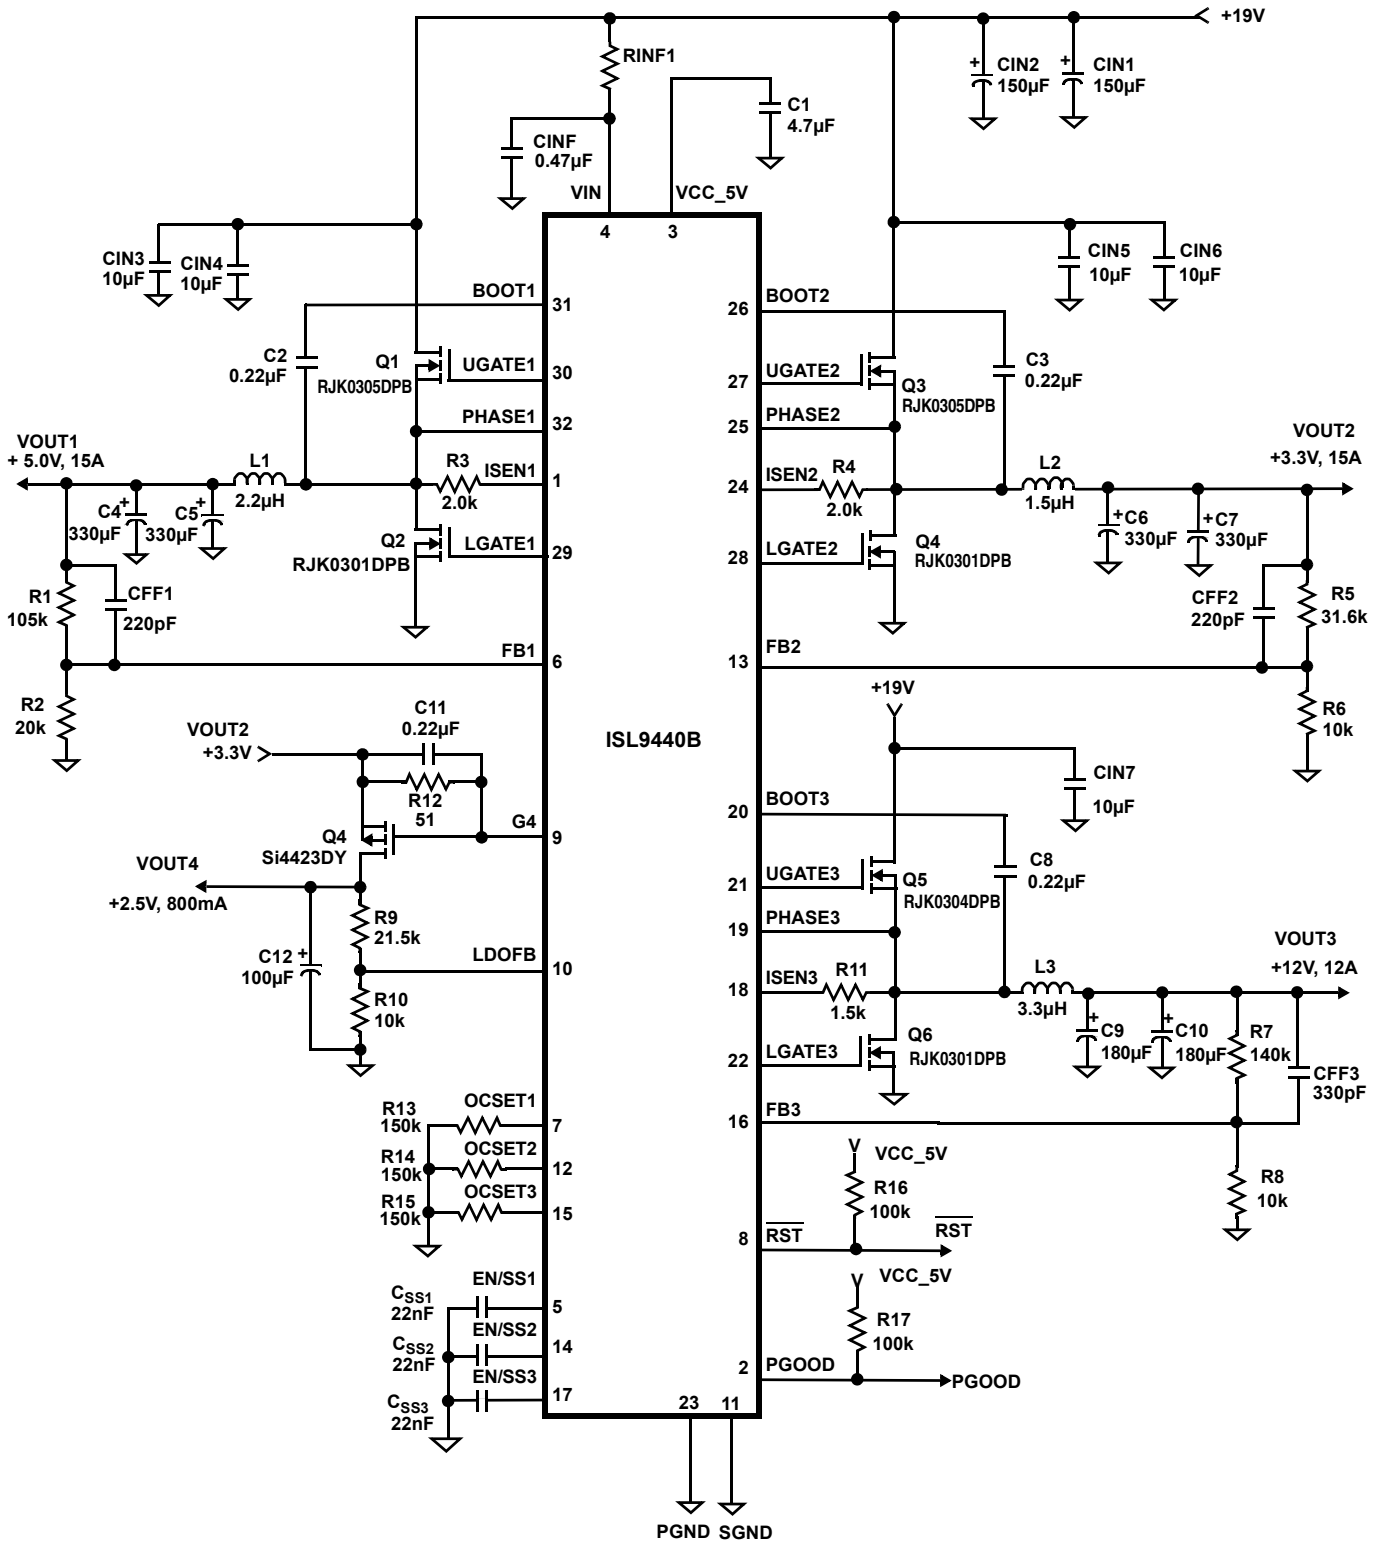 +19V
RINF1
CIN2
150µF
CIN1
150µF
C1
4.7µF
CINF
0.47µF
VIN
VCC_5V
4
3
CIN3
10µF
CIN4
10µF
CIN5
10µF
CIN6
10µF
BOOT1
31
26
BOOT2
C2
0.22µF
Q1
RJK0305DPB
UGATE1
30
27
UGATE2
Q3
RJK0305DPB
C3
0.22µF
PHASE1
32
25
PHASE2
VOUT1
+ 5.0V, 15A
L1
2.2µH
R3
2.0k
ISEN1
1
24
ISEN2
R4
2.0k
L2
1.5µH
VOUT2
+3.3V, 15A
C4
+
330µF
C5
+
330µF
Q2
RJK0301DPB
LGATE1
29
28
LGATE2
Q4
RJK0301DPB
+
C6
330µF
+
C7
330µF
R1
105k
CFF1
220pF
CFF2
220pF
R5
31.6k
FB1
6
13
FB2
R2
20k
R6
10k
ISL9440B
VOUT2
+3.3V
C11
0.22µF
R12
51
+19V
CIN7
10µF
Q4
Si4423DY
G4
9
20
BOOT3
VOUT4
+2.5V, 800mA
21
UGATE3
Q5
RJK0304DPB
C8
0.22µF
R9
21.5k
19
PHASE3
C12
+
100µF
LDOFB
10
R10
10k
18
ISEN3
R11
1.5k
L3
3.3µH
VOUT3
+12V, 12A
22
LGATE3
Q6
RJK0301DPB
+
C9
180µF
+
C10
180µF
R7
140k
CFF3
330pF
R13
150k
OCSET1
7
16
FB3
R14
150k
OCSET2
12
R15
150k
OCSET3
15
R8
10k
V
VCC_5V
R16
100k
8
RST
RST
V
VCC_5V
R17
100k
2
PGOOD
PGOOD
CSS1
22nF
EN/SS1
5
CSS2
22nF
EN/SS2
14
CSS3
22nF
EN/SS3
17
23
11
PGND
SGND